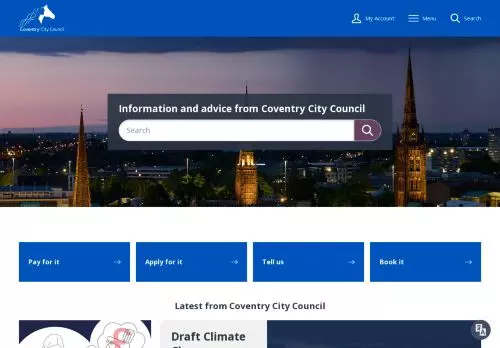 Coventry City Council
My Account
Menu
Search
Information and advice from Coventry City Council
Search
Pay for it
Apply for it
Tell us
Book it
Latest from Coventry City Council
Draft Climate